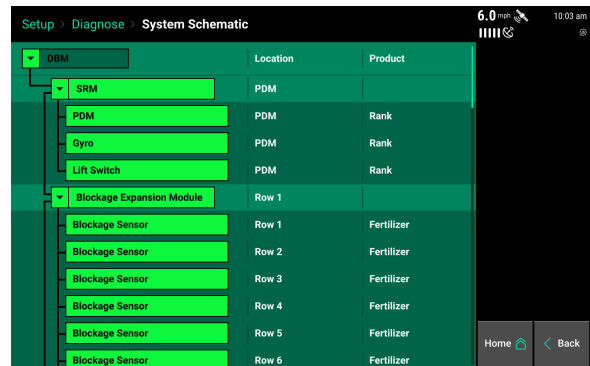 Setup > Diagnose > System Schematic
6.0 mph 10:03 am
DBM Location Product
SRM PDM
PDM PDM Rank
Gyro PDM Rank
Lift Switch PDM Rank
Blockage Expansion Module Row 1
Blockage Sensor Row 1 Fertilizer
Blockage Sensor Row 2 Fertilizer
Blockage Sensor Row 3 Fertilizer
Blockage Sensor Row 4 Fertilizer
Blockage Sensor Row 5 Fertilizer
Blockage Sensor Row 6 Fertilizer
Home < Back